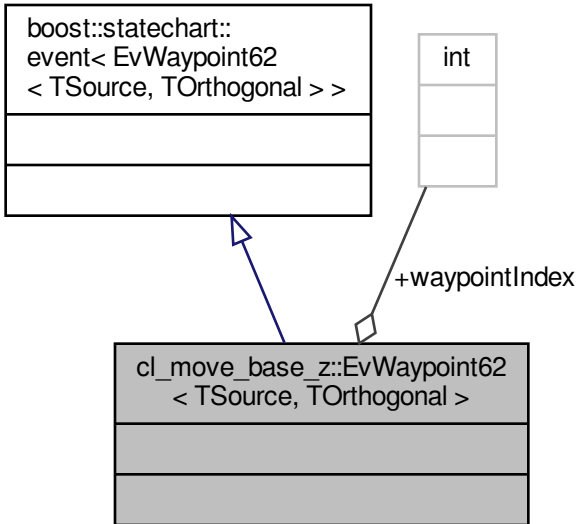 boost::statechart::
event< EvWaypoint62
< TSource, TOrthogonal > >
int
+waypointIndex
cl_move_base_z::EvWaypoint62
< TSource, TOrthogonal >